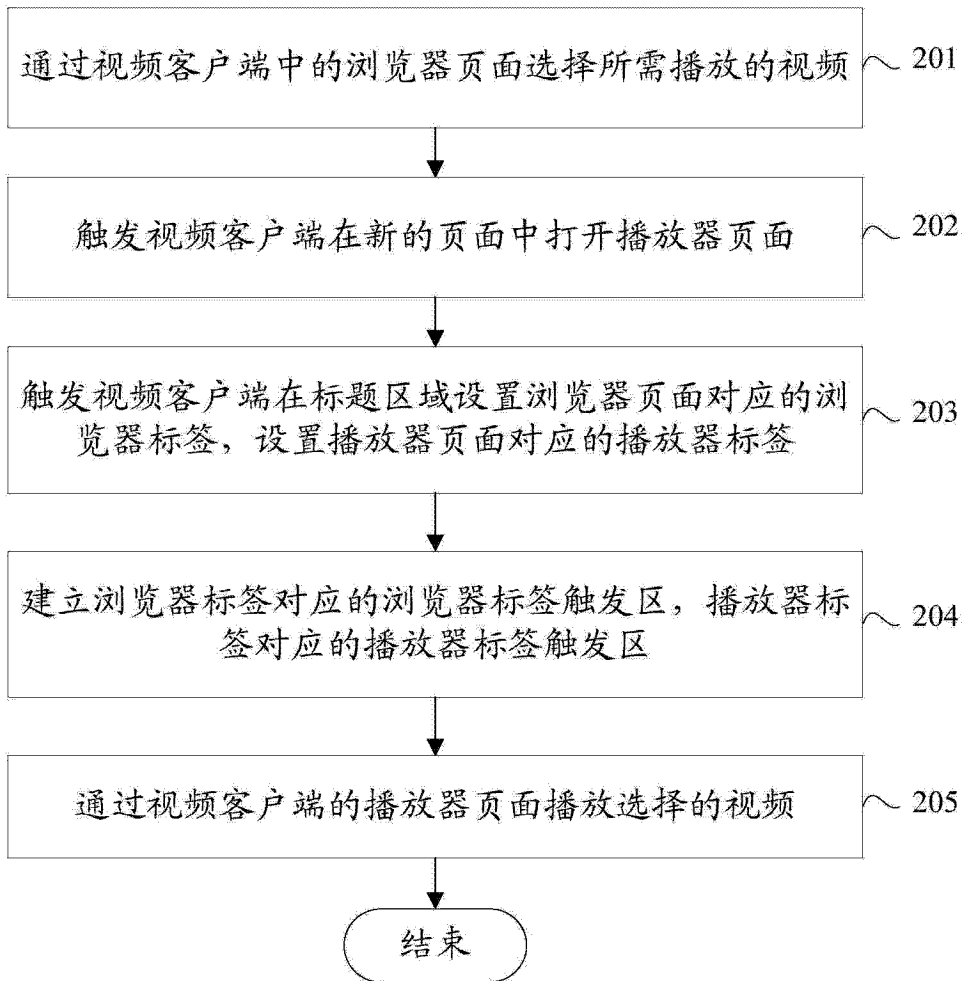 通过视频客户端中的浏览器页面选择所需播放的视频
201
触发视频客户端在新的页面中打开播放器页面
202
触发视频客户端在标题区域设置浏览器页面对应的浏
览器标签，设置播放器页面对应的播放器标签
203
建立浏览器标签对应的浏览器标签触发区，播放器标
签对应的播放器标签触发区
204
通过视频客户端的播放器页面播放选择的视频
205
结束